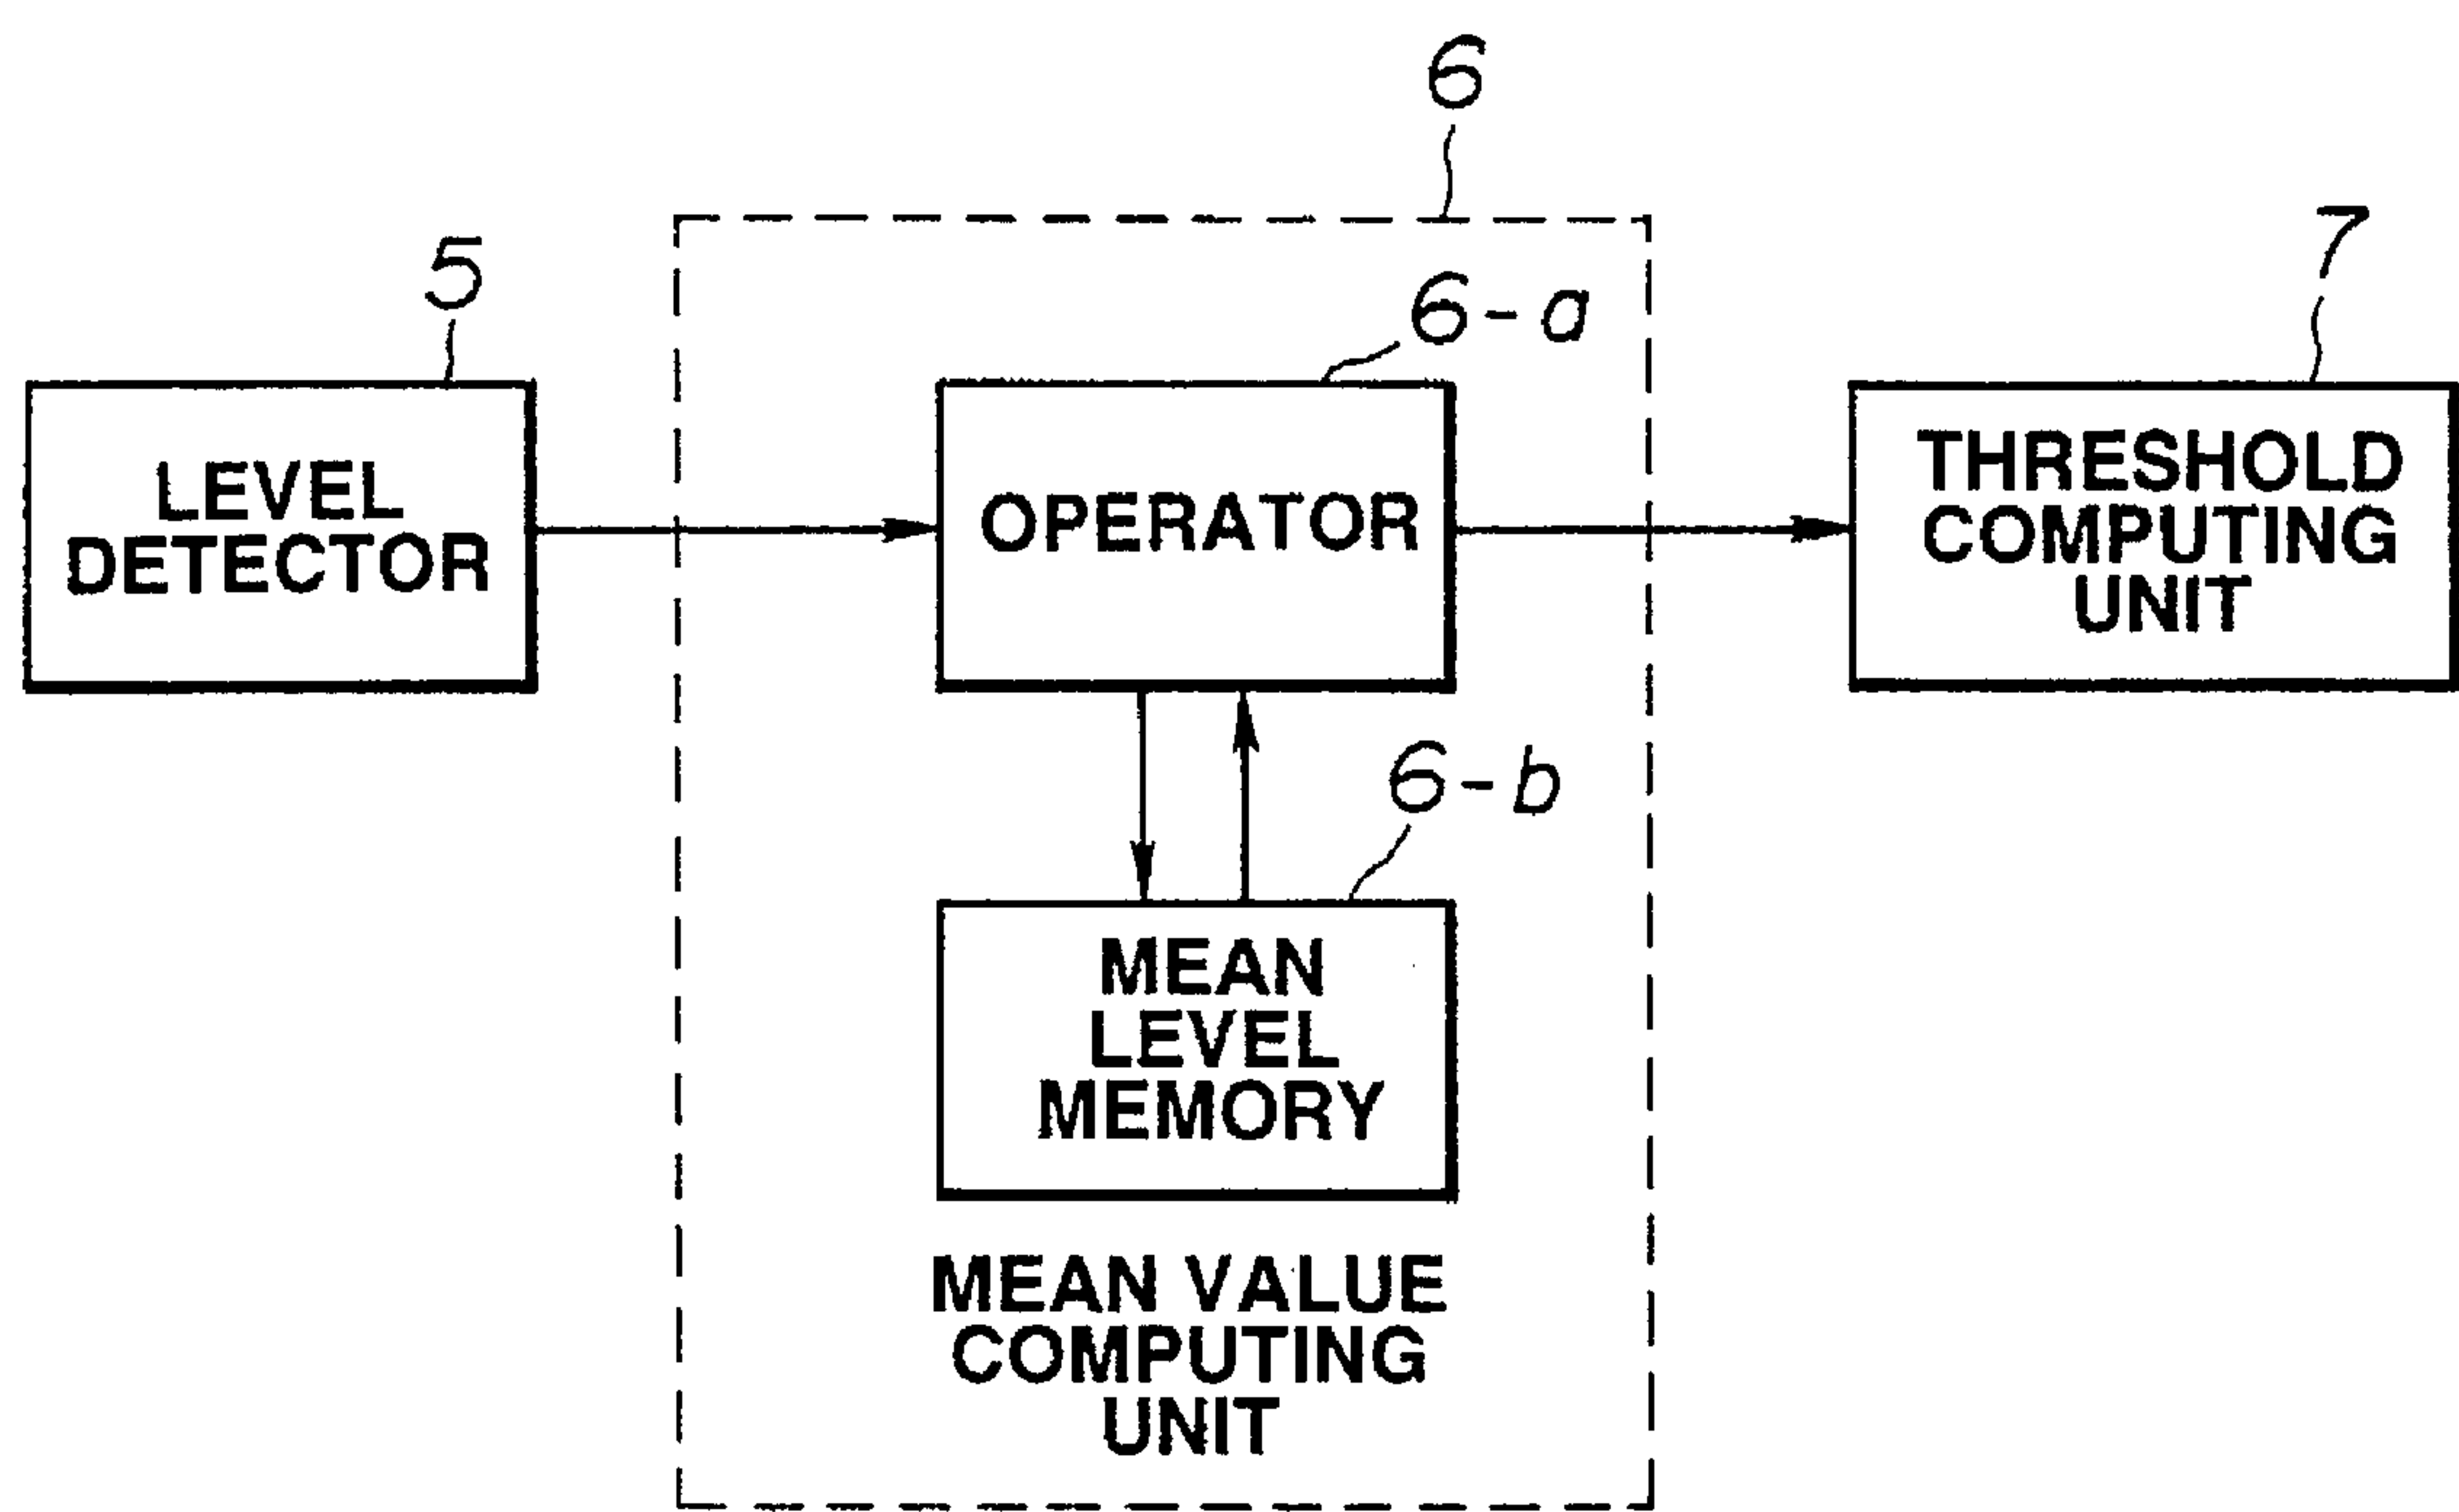 6
5
6-a
7
LEVEL
DETECTOR
OPERATOR
THRESHOLD
COMPUTING
UNIT
6-b
MEAN
LEVEL
MEMORY
MEAN VALUE
COMPUTING
UNIT